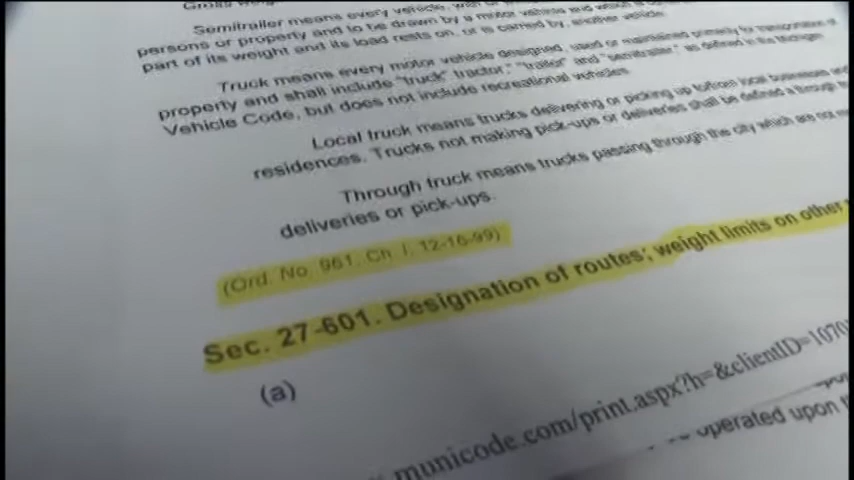 Gross
Semitrailer means every vehicle, with or
persons or property and to be drawn by a motor vehicle and which is
part of its weight and its load rests on, or is carried by, another vehicle.
Truck means every motor vehicle designed, used or maintained primarily for transportation of
property and shall include "truck" tractor," "trailer" and "semitrailer," as defined in the Michigan
Vehicle Code, but does not include recreational vehicles.
Local truck means trucks delivering or picking up to/from local businesses and
residences. Trucks not making pick-ups or deliveries shall be defined a through
Through truck means trucks passing through the city which are not
deliveries or pick-ups.
(Ord. No. 961, Ch. I, 12-16-99)
Sec. 27-601. Designation of routes; weight limits on other
(a)
municode.com/print.aspx?h=&clientID=1070
operated upon